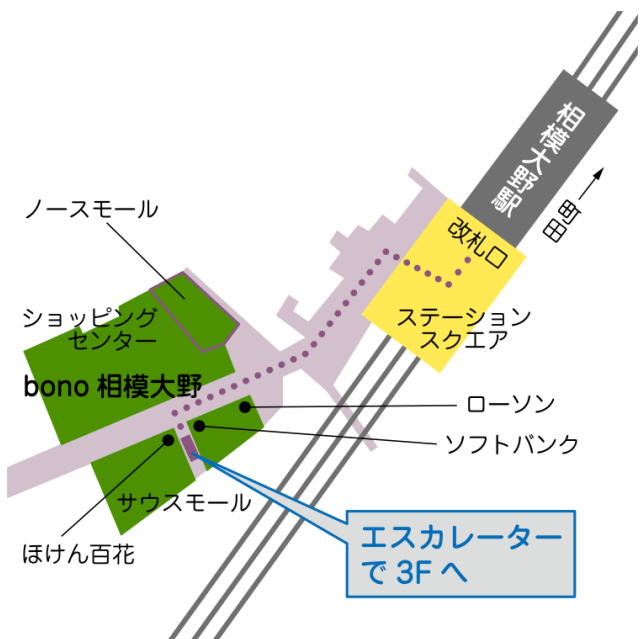 相模大野駅
町田
改札口
ノースモール
ショッピング
センター
ステーション
スクエア
bono 相模大野
ローソン
ソフトバンク
サウスモール
ほけん百花
エスカレーター
で 3F へ